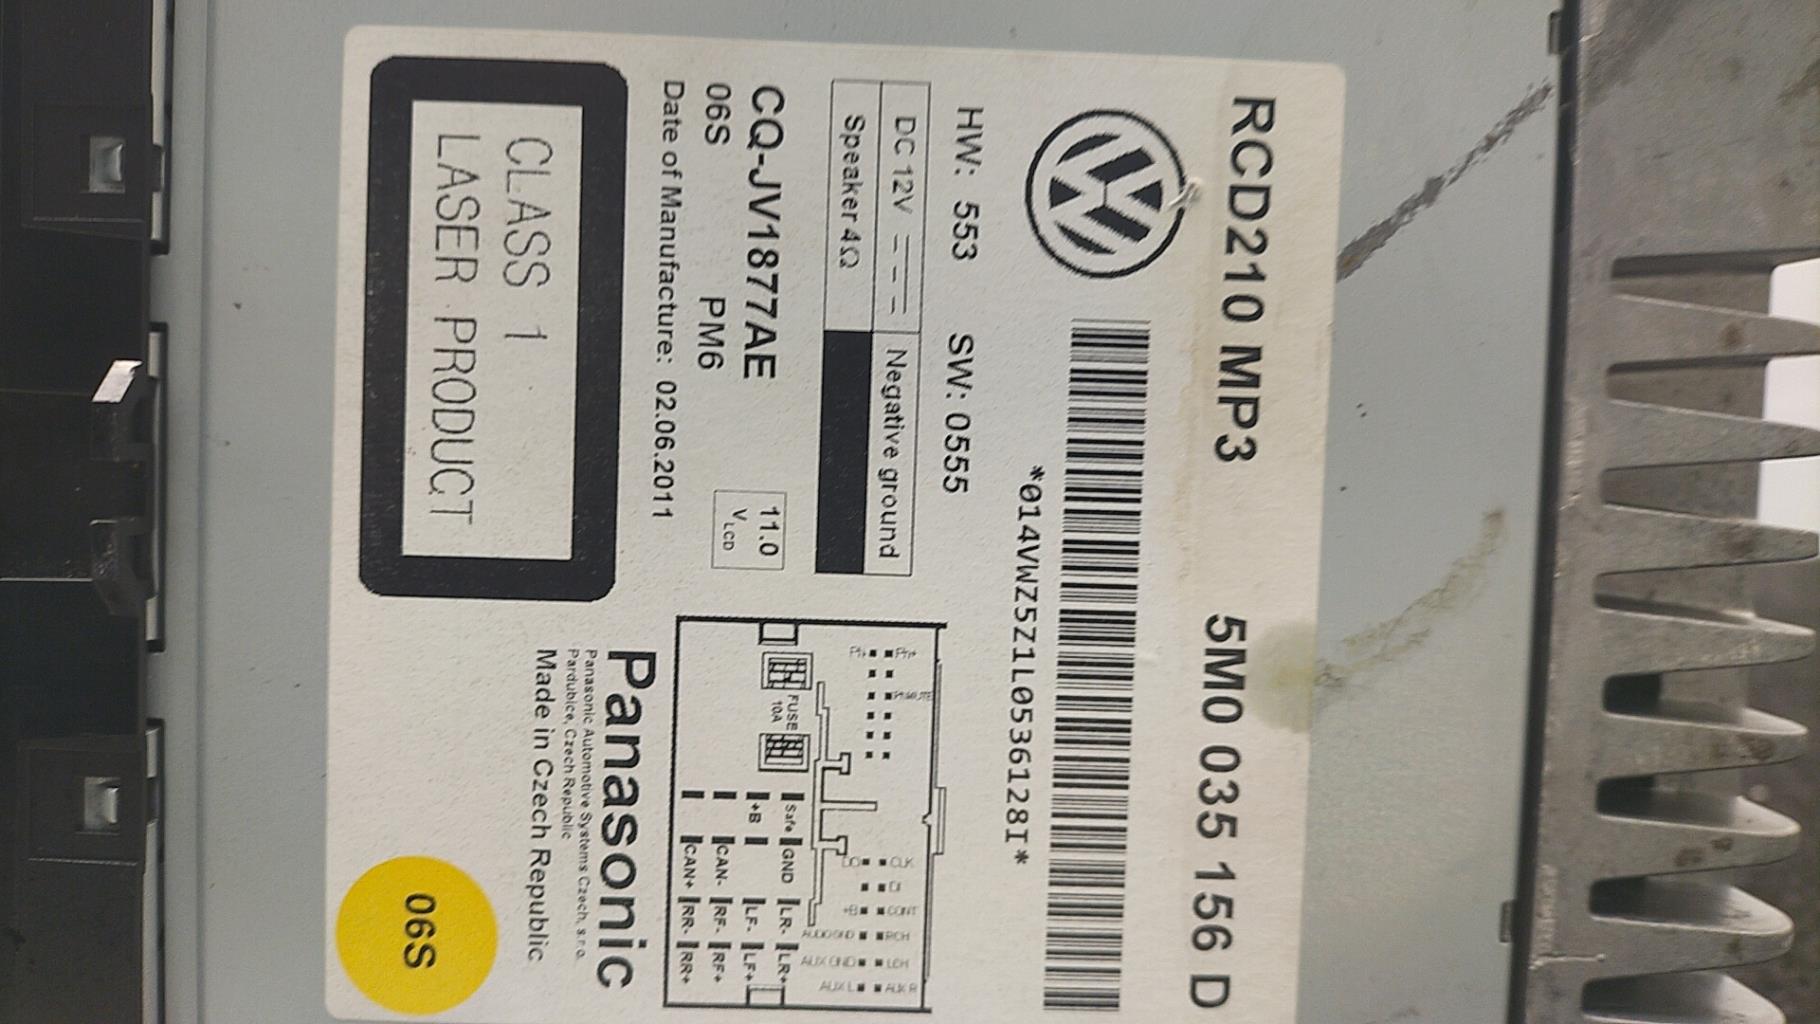 RCD210 MP3 5M0 035 156 D
*014VWZ5Z1L0536128I*
HW: 553 SW: 0555
DC 12V Negative ground
Speaker 4Ω
CQ-JV1877AE
06S PM6
11.0
VLCD
Date of Manufacture: 02.06.2011
CLASS 1
LASER PRODUCT
FUSE
10A
CLK
CONT
+B
RCH
AUDIO GND
LCH
AUX GND
AUX R
AUX L
Safe GND LR- LR+
+B LF- LF+
CAN- RF- RF+
CAN+ RR- RR+
Panasonic
Panasonic Automotive Systems Czech, s.r.o.
Pardubice, Czech Republic
Made in Czech Republic
06S